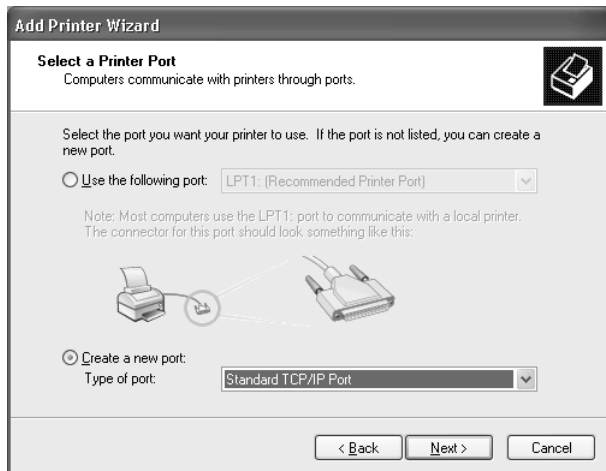 Add Printer Wizard
Select a Printer Port
Computers communicate with printers through ports.
Select the port you want your printer to use. If the port is not listed, you can create a
new port.
Use the following port: LPT1: (Recommended Printer Port)
Note: Most computers use the LPT1: port to communicate with a local printer.
The connector for this port should look something like this:
Create a new port:
Type of port: Standard TCP/IP Port
< Back Next > Cancel